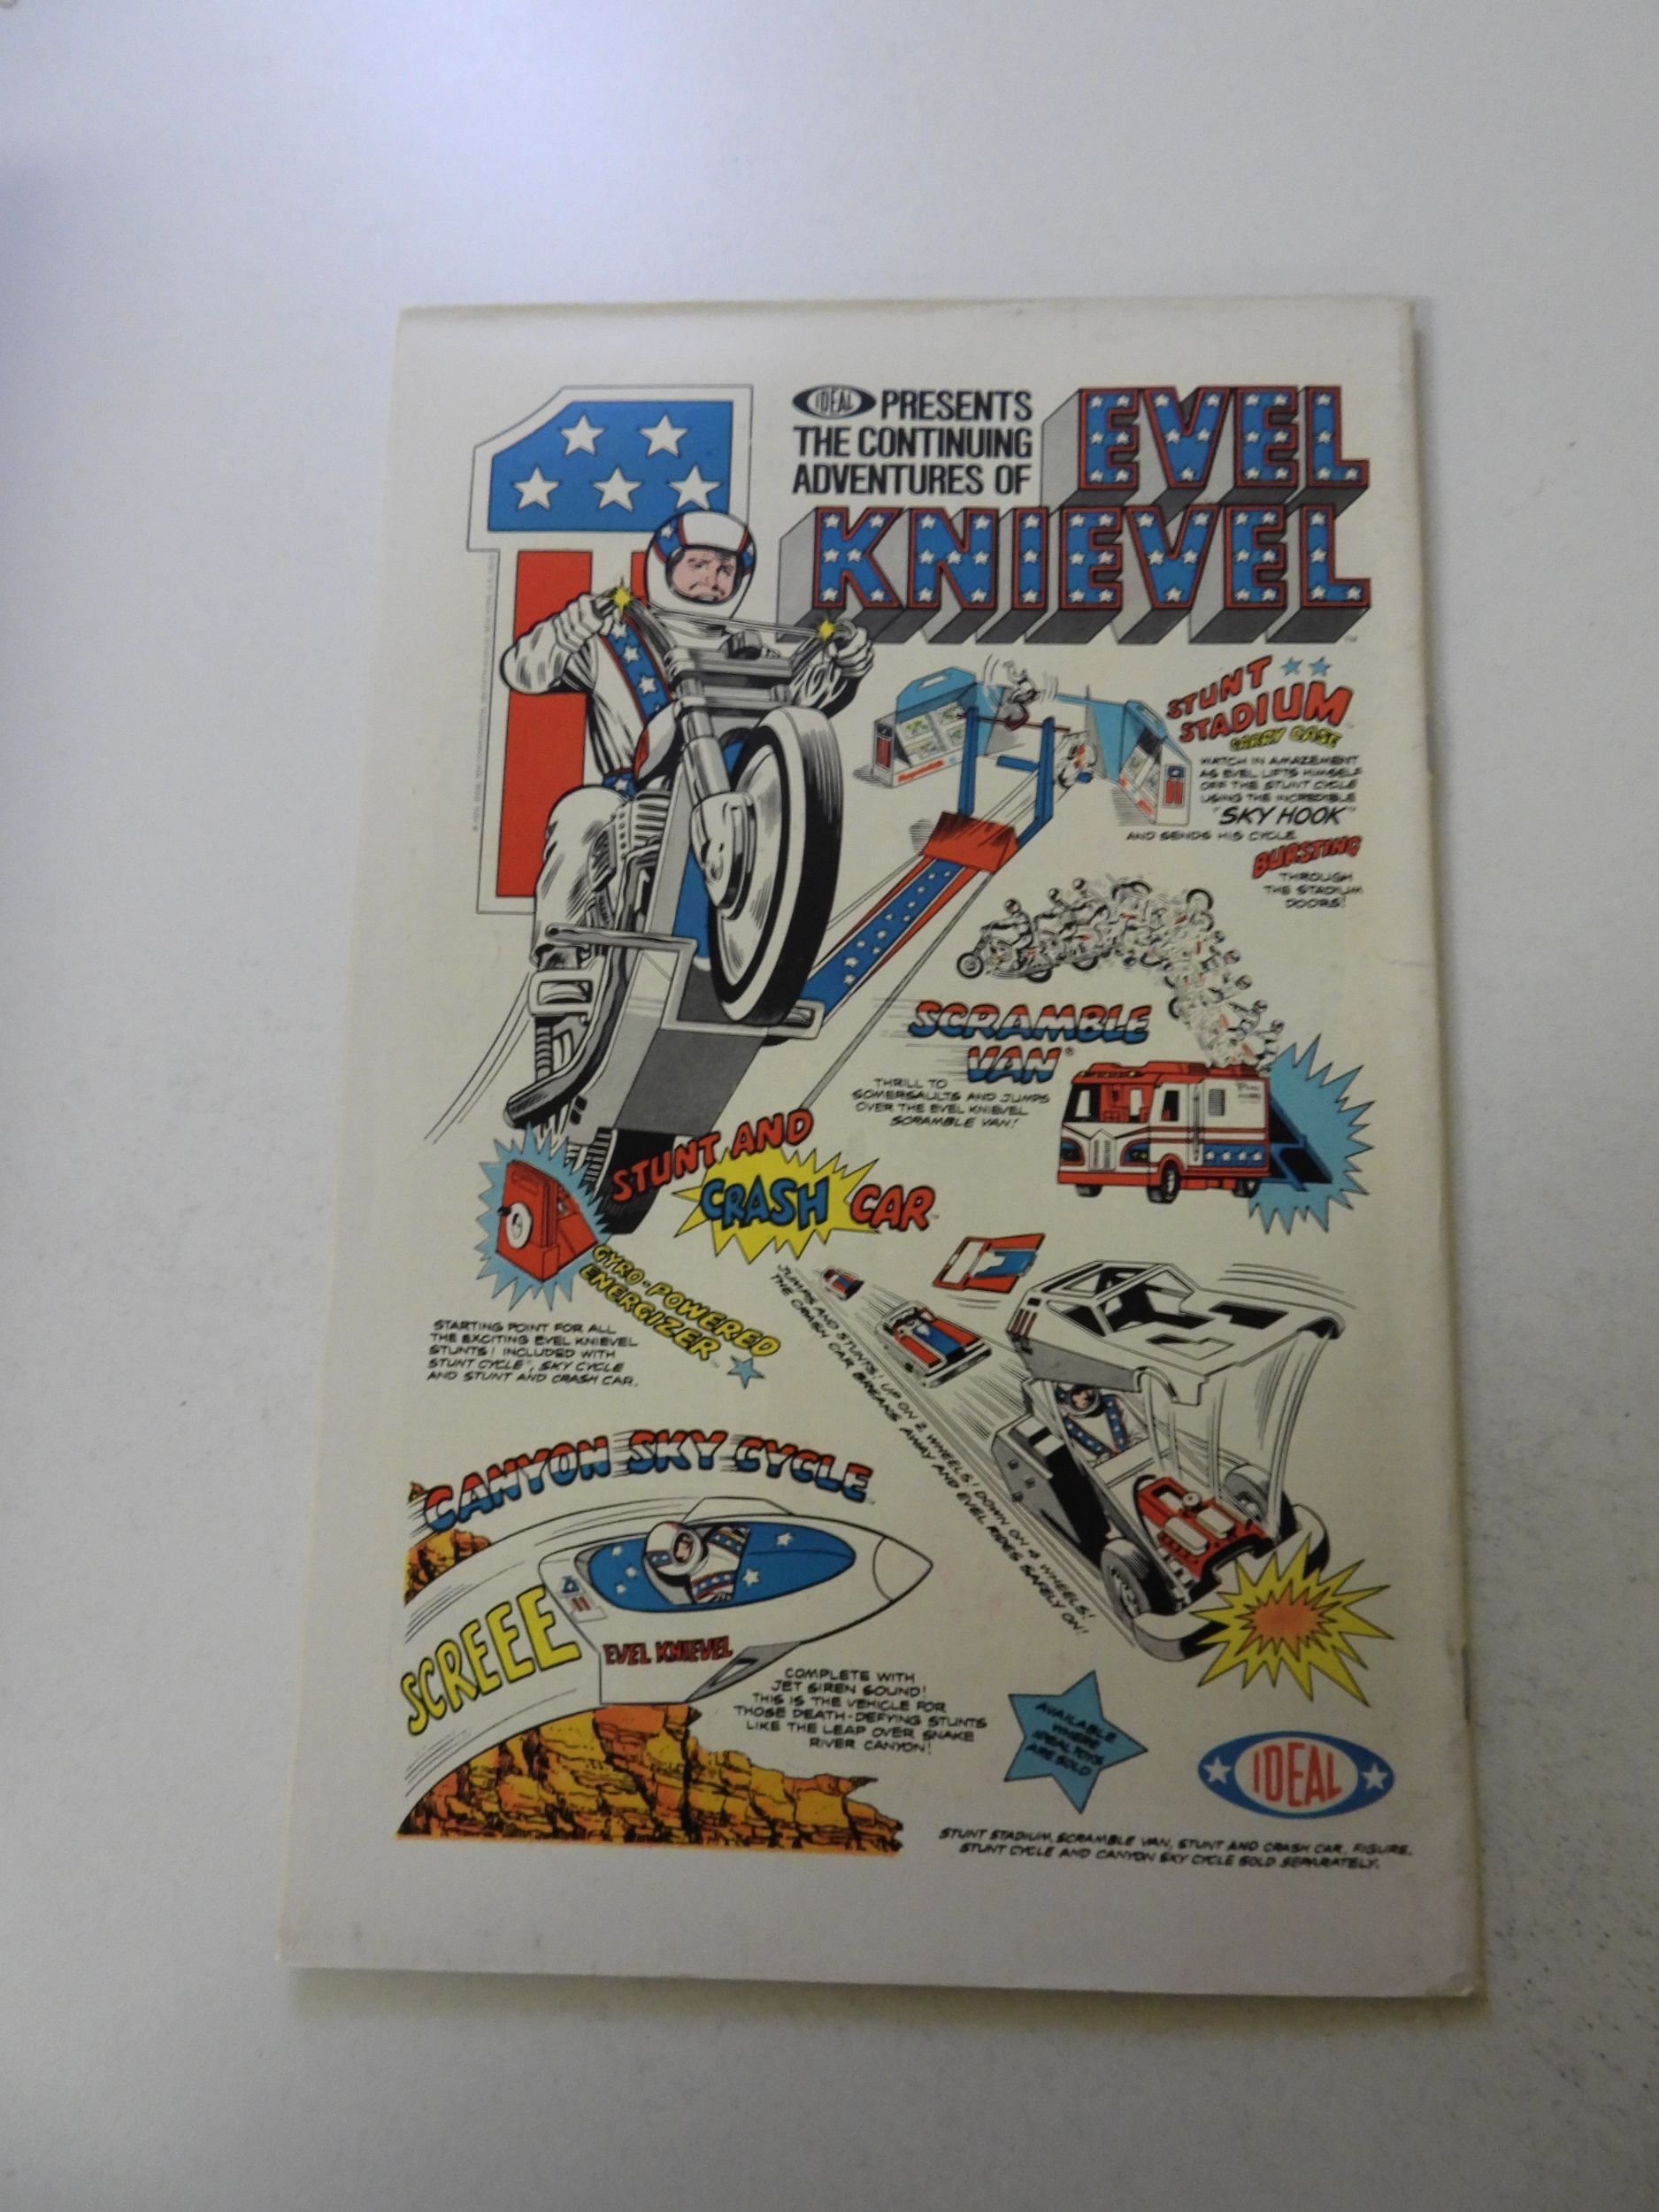 IDEAL PRESENTS
THE CONTINUING
ADVENTURES OF
EVEL
KNIEVEL
TM
STUNT
STADIUM
CARRY CASE
WATCH IN AMAZEMENT
AS EVEL LIFTS HIMSELF
OFF THE STUNT CYCLE
USING THE INCREDIBLE
"SKY HOOK"
AND SENDS HIS CYCLE
BURSTING
THROUGH
THE STADIUM
DOORS!
SCRAMBLE
VAN®
THRILL TO
SOMERSAULTS AND JUMPS
OVER THE EVEL KNIEVEL
SCRAMBLE VAN!
STUNT AND
CRASH CAR
GYRO-POWERED
ENERGIZER
STARTING POINT FOR ALL
THE EXCITING EVEL KNIEVEL
STUNTS! INCLUDED WITH
STUNT CYCLE, SKY CYCLE
AND STUNT AND CRASH CAR.
JUMPS AND STUNTS! UP ON 2 WHEELS! DOWN ON 4 WHEELS!
THE CRASH CAR BREAKS AWAY AND EVEL RIDES SAFELY ON!
CANYON SKY CYCLE
SCREEE
EVEL KNIEVEL
COMPLETE WITH
JET SIREN SOUND!
THIS IS THE VEHICLE FOR
THOSE DEATH-DEFYING STUNTS
LIKE THE LEAP OVER SNAKE
RIVER CANYON!
AVAILABLE
WHERE
IDEAL TOYS
ARE SOLD
IDEAL
STUNT STADIUM, SCRAMBLE VAN, STUNT AND CRASH CAR, FIGURE,
STUNT CYCLE AND CANYON SKY CYCLE SOLD SEPARATELY.